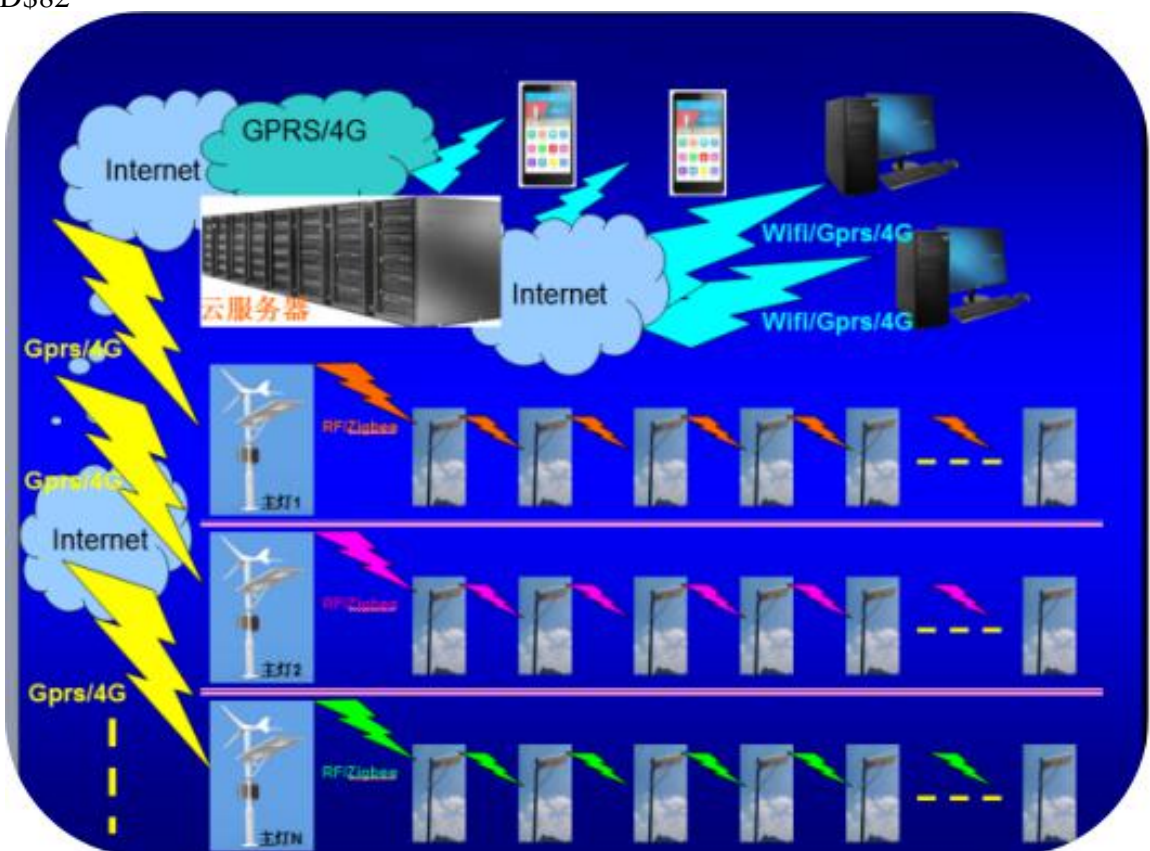 D$82
GPRS/4G
Internet
Wifi/Gprs/4G
Internet
云服务器
Wifi/Gprs/4G
Gprs/4G
RF/Zigbee
主灯1
Gprs/4G
Internet
RF/Zigbee
主灯2
Gprs/4G
RF/Zigbee
主灯N